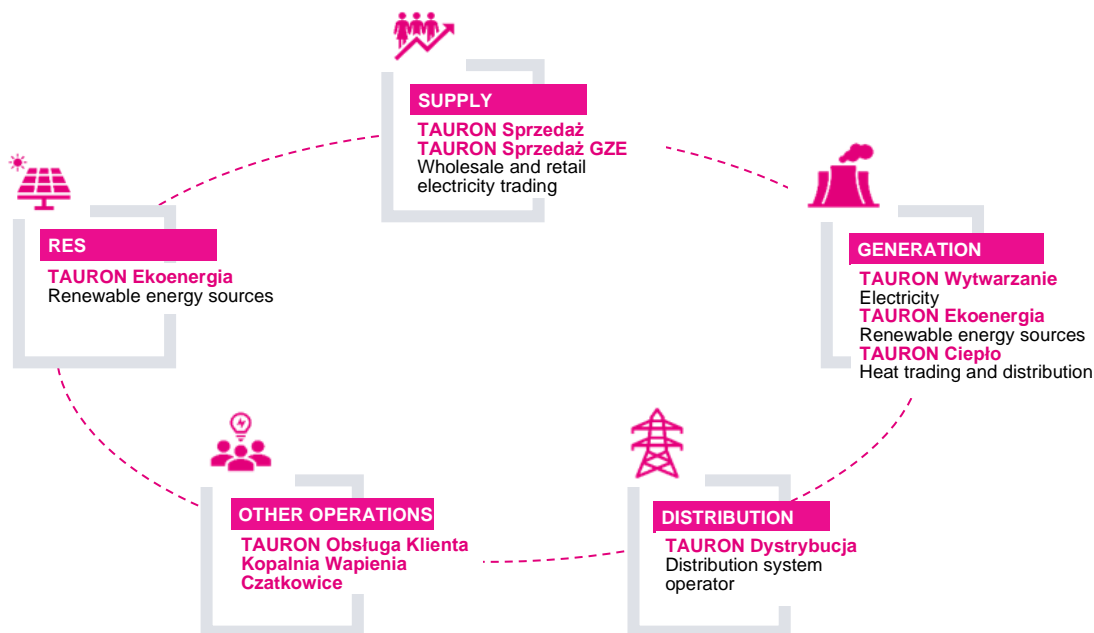 SUPPLY
TAURON Sprzedaż
TAURON Sprzedaż GZE
Wholesale and retail
electricity trading
RES
TAURON Ekoenergia
Renewable energy sources
GENERATION
TAURON Wytwarzanie
Electricity
TAURON Ekoenergia
Renewable energy sources
TAURON Ciepło
Heat trading and distribution
OTHER OPERATIONS
TAURON Obsługa Klienta
Kopalnia Wapienia
Czatkowice
DISTRIBUTION
TAURON Dystrybucja
Distribution system
operator